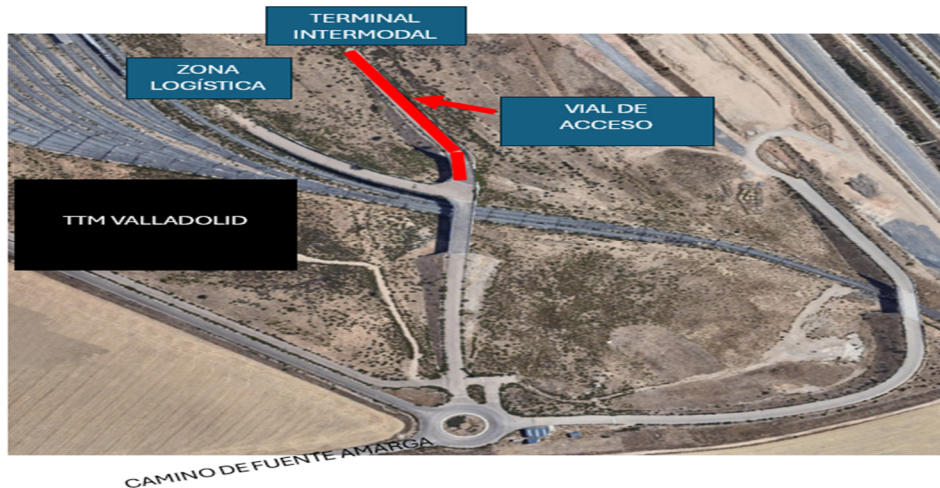 TERMINAL
INTERMODAL
ZONA
LOGÍSTICA
VIAL DE
ACCESO
TTM VALLADOLID
CAMINO DE FUENTE AMARGA